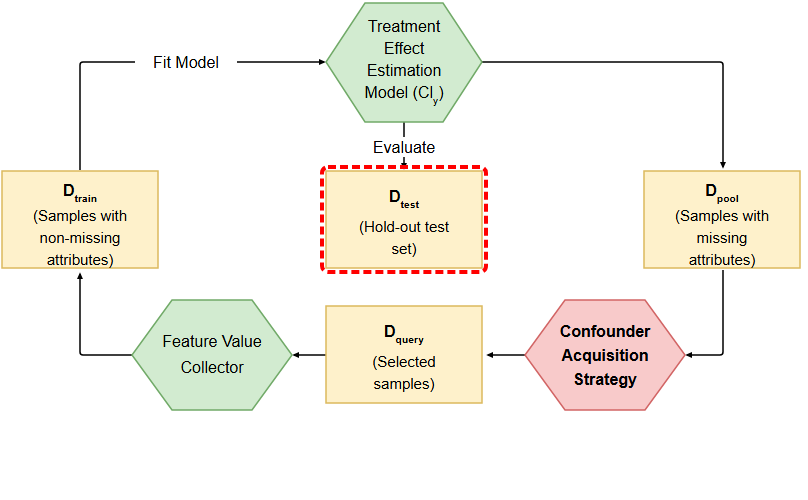 Treatment
Effect
Estimation
Model (Cl_y)
Fit Model
Evaluate
D_train
(Samples with
non-missing
attributes)
D_test
(Hold-out test
set)
D_pool
(Samples with
missing
attributes)
Feature Value
Collector
D_query
(Selected
samples)
Confounder
Acquisition
Strategy